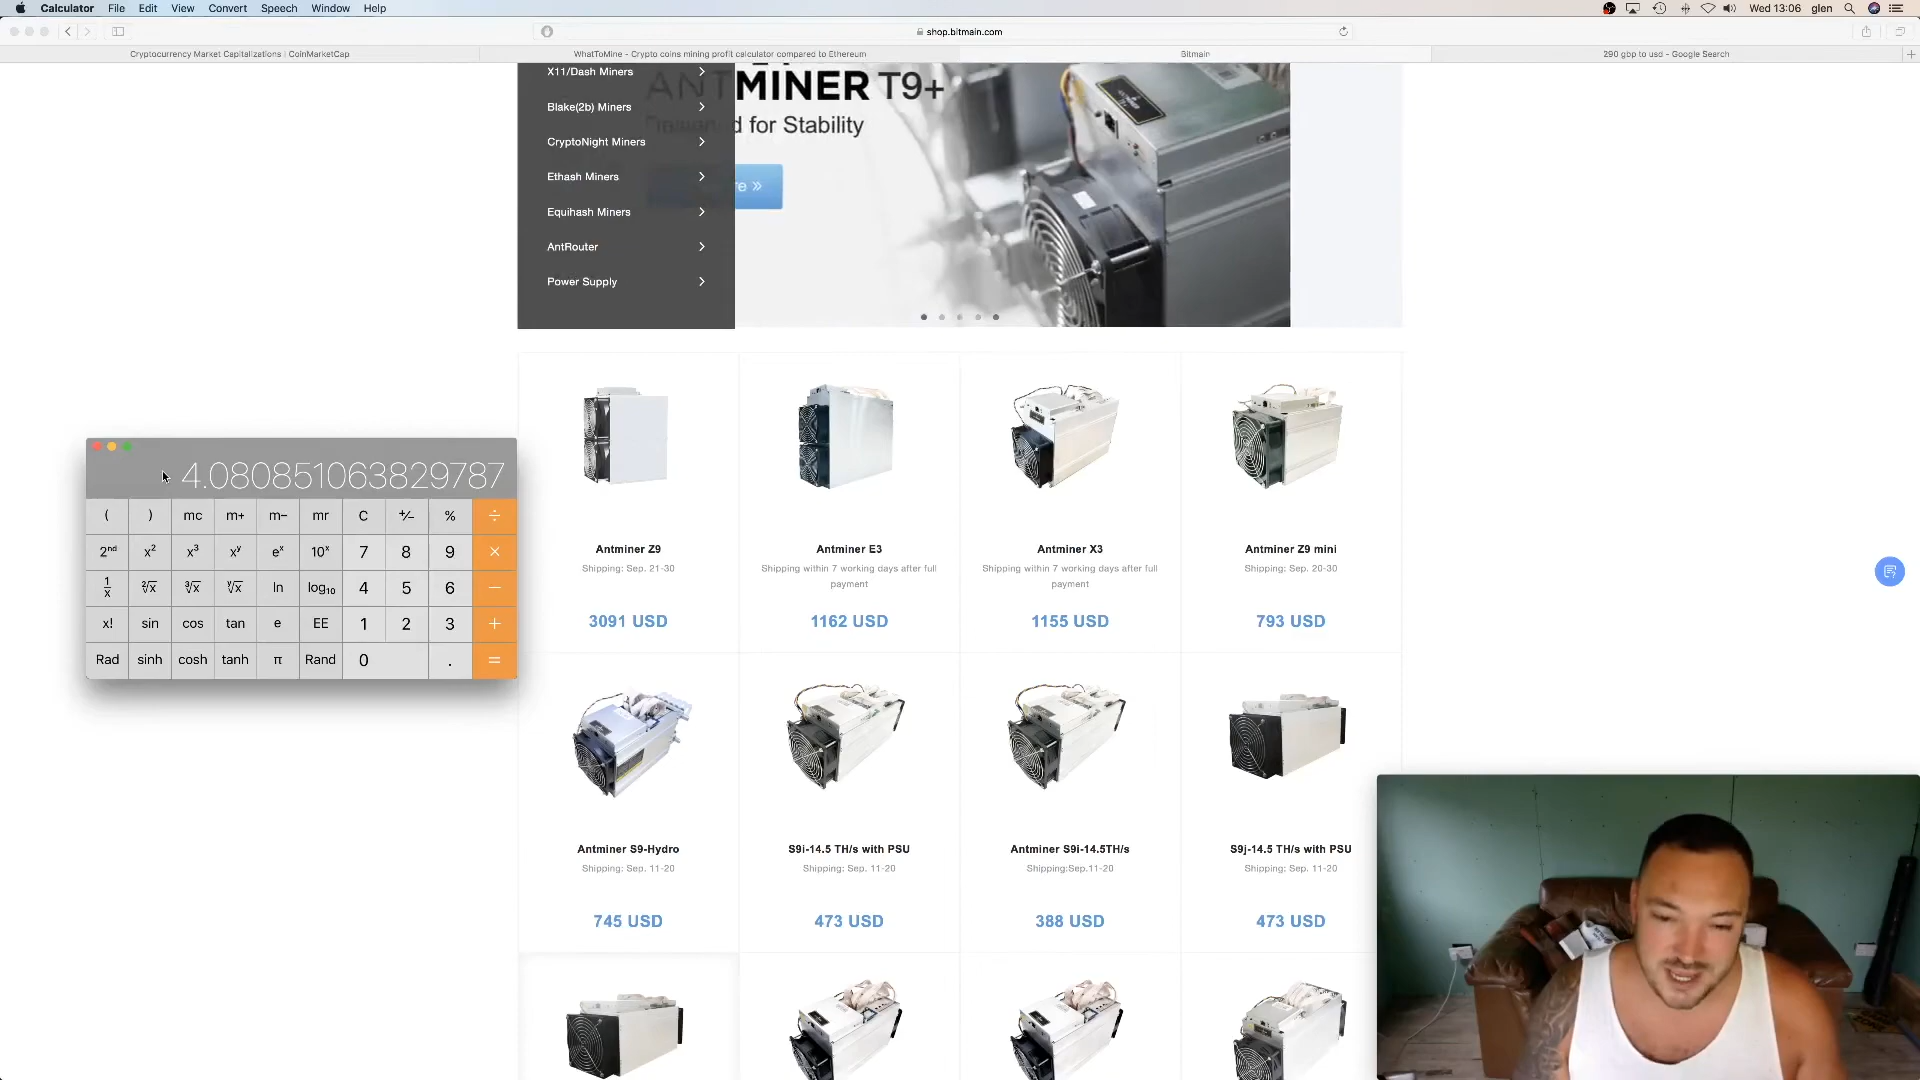 Calculator File Edit View Convert Speech Window Help
Wed 13:06 glen
shop.bitmain.com
Cryptocurrency Market Capitalizations | CoinMarketCap
WhatToMine - Crypto coins mining profit calculator compared to Ethereum
Bitmain
290 gbp to usd - Google Search
X11/Dash Miners
Blake(2b) Miners
CryptoNight Miners
Ethash Miners
Equihash Miners
AntRouter
Power Supply
ANTMINER T9+
d for Stability
re »
4.080851063829787
( ) mc m+ m− mr C +/− % ÷
2nd x² x³ xʸ eˣ 10ˣ 7 8 9 ×
1/x ²√x ³√x ʸ√x ln log₁₀ 4 5 6 −
x! sin cos tan e EE 1 2 3 +
Rad sinh cosh tanh π Rand 0 . =
Antminer Z9
Shipping: Sep. 21-30
3091 USD
Antminer E3
Shipping within 7 working days after full
payment
1162 USD
Antminer X3
Shipping within 7 working days after full
payment
1155 USD
Antminer Z9 mini
Shipping: Sep. 20-30
793 USD
Antminer S9-Hydro
Shipping: Sep. 11-20
745 USD
S9i-14.5 TH/s with PSU
Shipping: Sep. 11-20
473 USD
Antminer S9i-14.5TH/s
Shipping:Sep.11-20
388 USD
S9j-14.5 TH/s with PSU
Shipping: Sep. 11-20
473 USD